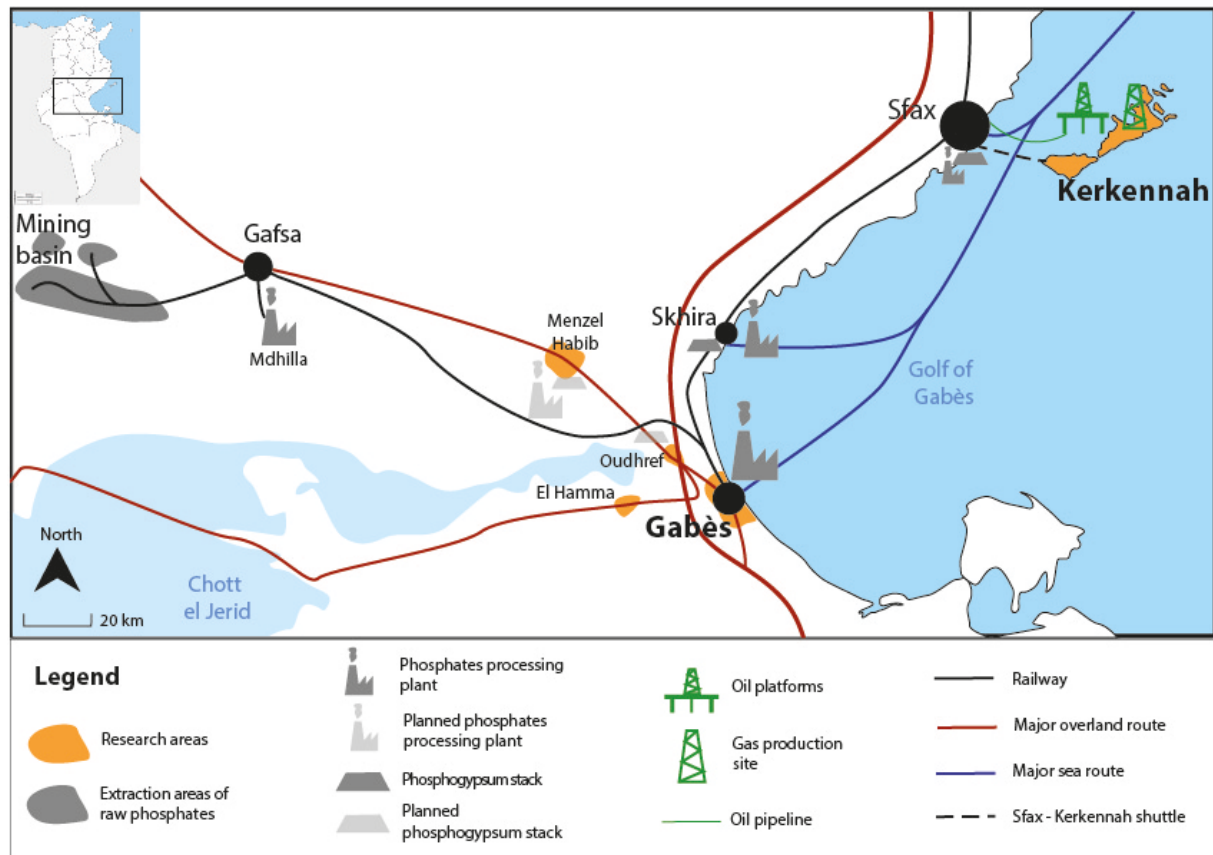 Sfax
Kerkennah
Mining
basin
Gafsa
Mdhilla
Menzel
Habib
Skhira
Golf of
Gabès
Oudhref
El Hamma
Gabès
North
Chott
el Jerid
20 km
Legend
Research areas
Extraction areas of
raw phosphates
Phosphates processing
plant
Planned phosphates
processing plant
Phosphogypsum stack
Planned
phosphogypsum stack
Oil platforms
Gas production
site
Oil pipeline
Railway
Major overland route
Major sea route
Sfax - Kerkennah shuttle